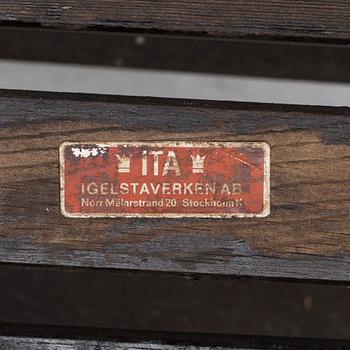 ITA
IGELSTAVERKEN AB
Norr Mälarstrand 20 Stockholm K